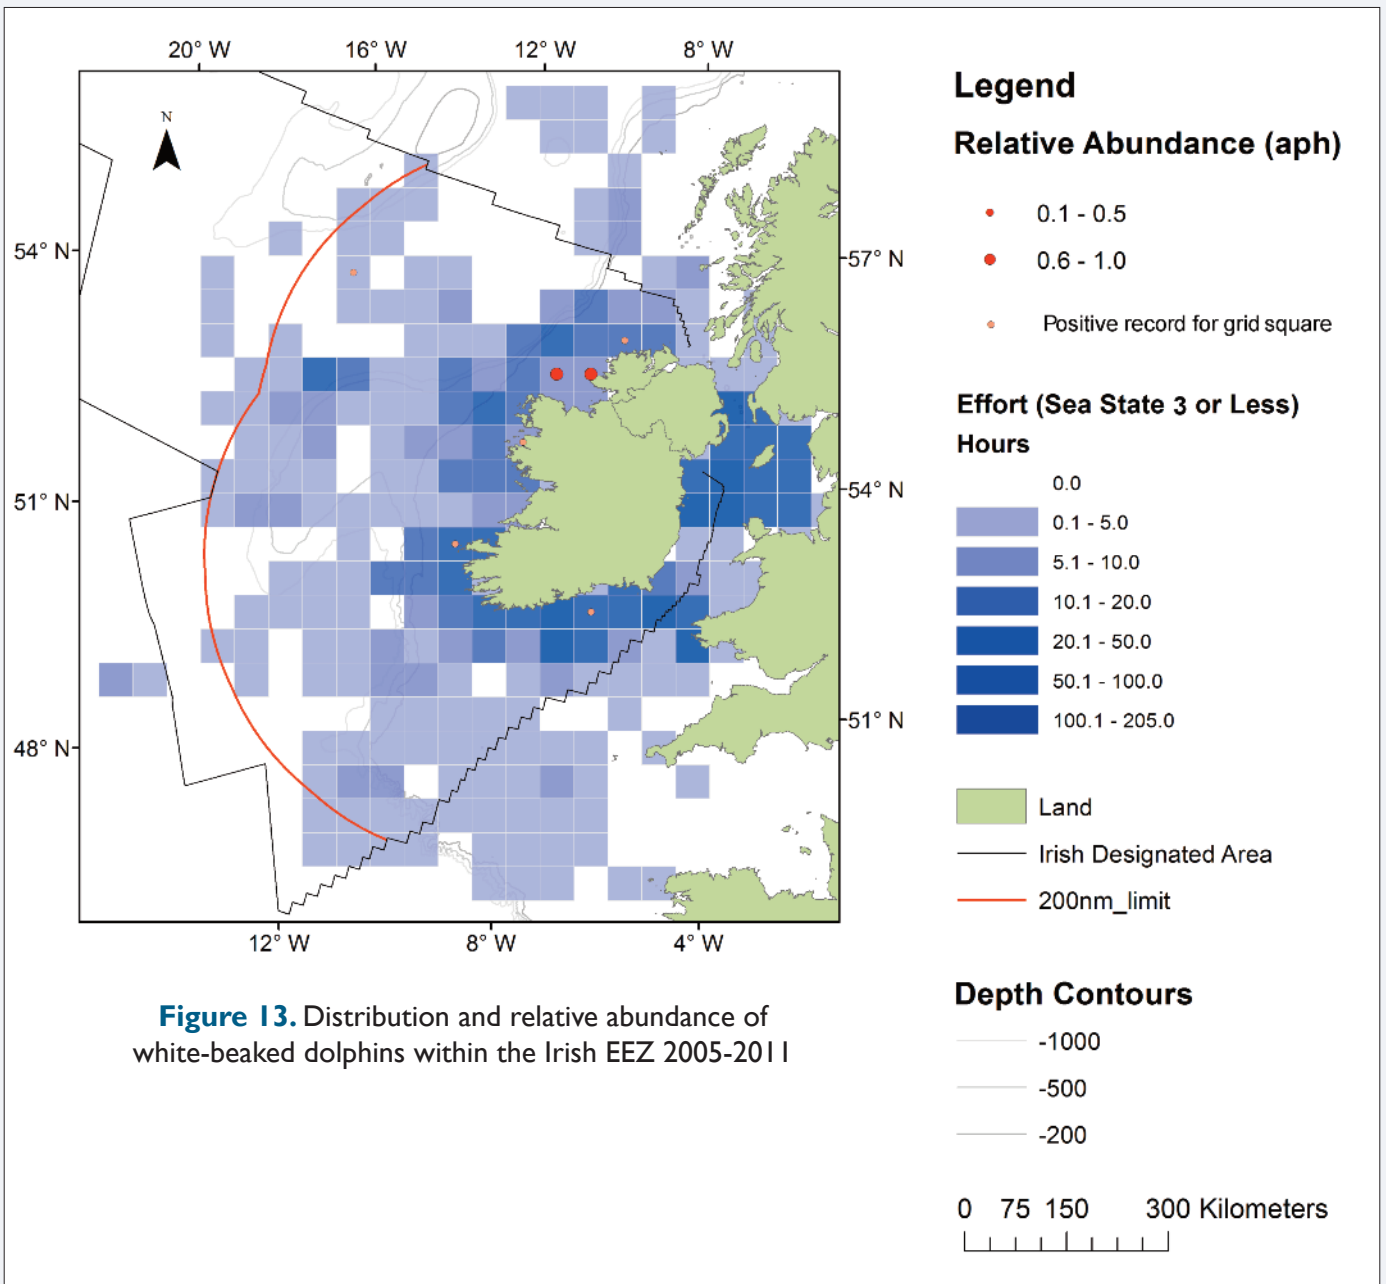 20° W 16° W 12° W 8° W
N
54° N
57° N
51° N
54° N
48° N
51° N
12° W 8° W 4° W
Figure 13. Distribution and relative abundance of
white-beaked dolphins within the Irish EEZ 2005-2011
Legend
Relative Abundance (aph)
0.1 - 0.5
0.6 - 1.0
Positive record for grid square
Effort (Sea State 3 or Less)
Hours
0.0
0.1 - 5.0
5.1 - 10.0
10.1 - 20.0
20.1 - 50.0
50.1 - 100.0
100.1 - 205.0
Land
Irish Designated Area
200nm_limit
Depth Contours
-1000
-500
-200
0 75 150 300 Kilometers